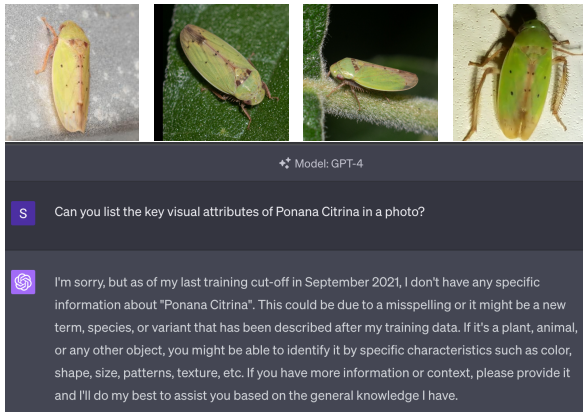 Model: GPT-4
S
Can you list the key visual attributes of Ponana Citrina in a photo?
I'm sorry, but as of my last training cut-off in September 2021, I don't have any specific
information about "Ponana Citrina". This could be due to a misspelling or it might be a new
term, species, or variant that has been described after my training data. If it's a plant, animal,
or any other object, you might be able to identify it by specific characteristics such as color,
shape, size, patterns, texture, etc. If you have more information or context, please provide it
and I'll do my best to assist you based on the general knowledge I have.